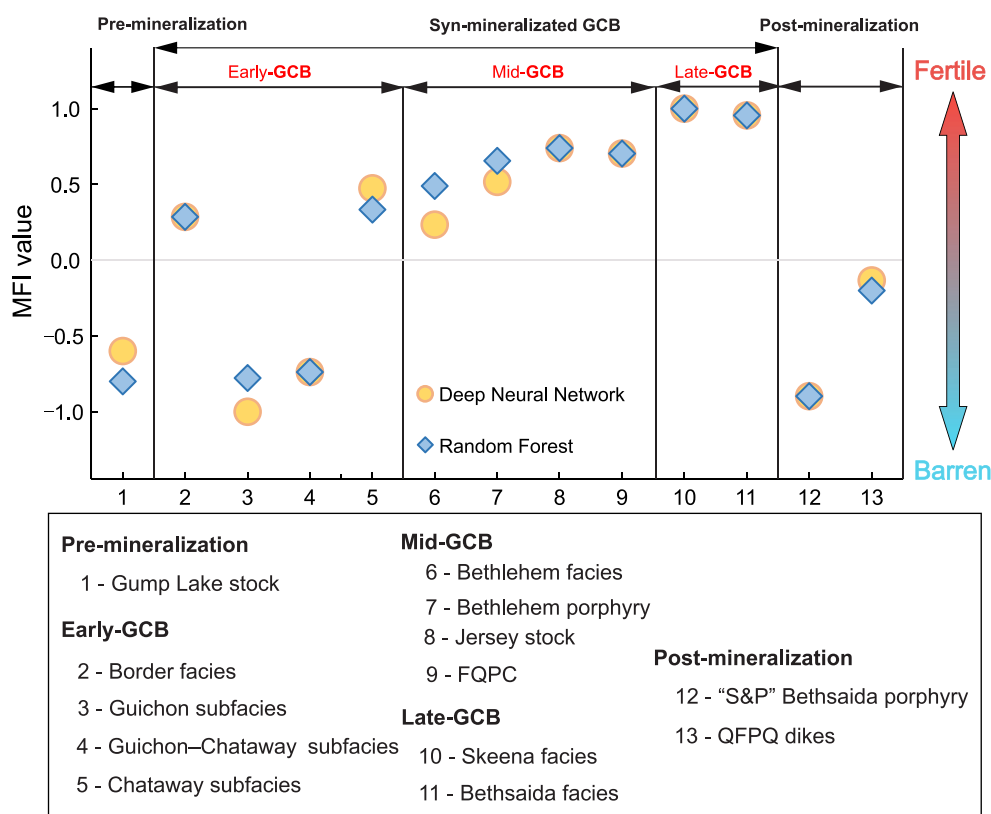 Pre-mineralization Syn-mineralizated GCB Post-mineralization
Early-GCB Mid-GCB Late-GCB
Fertile
MFI value
1.0
0.5
0.0
−0.5
−1.0
Deep Neural Network
Random Forest
Barren
1 2 3 4 5 6 7 8 9 10 11 12 13
Pre-mineralization
1 - Gump Lake stock
Early-GCB
2 - Border facies
3 - Guichon subfacies
4 - Guichon–Chataway subfacies
5 - Chataway subfacies
Mid-GCB
6 - Bethlehem facies
7 - Bethlehem porphyry
8 - Jersey stock
9 - FQPC
Late-GCB
10 - Skeena facies
11 - Bethsaida facies
Post-mineralization
12 - “S&P” Bethsaida porphyry
13 - QFPQ dikes